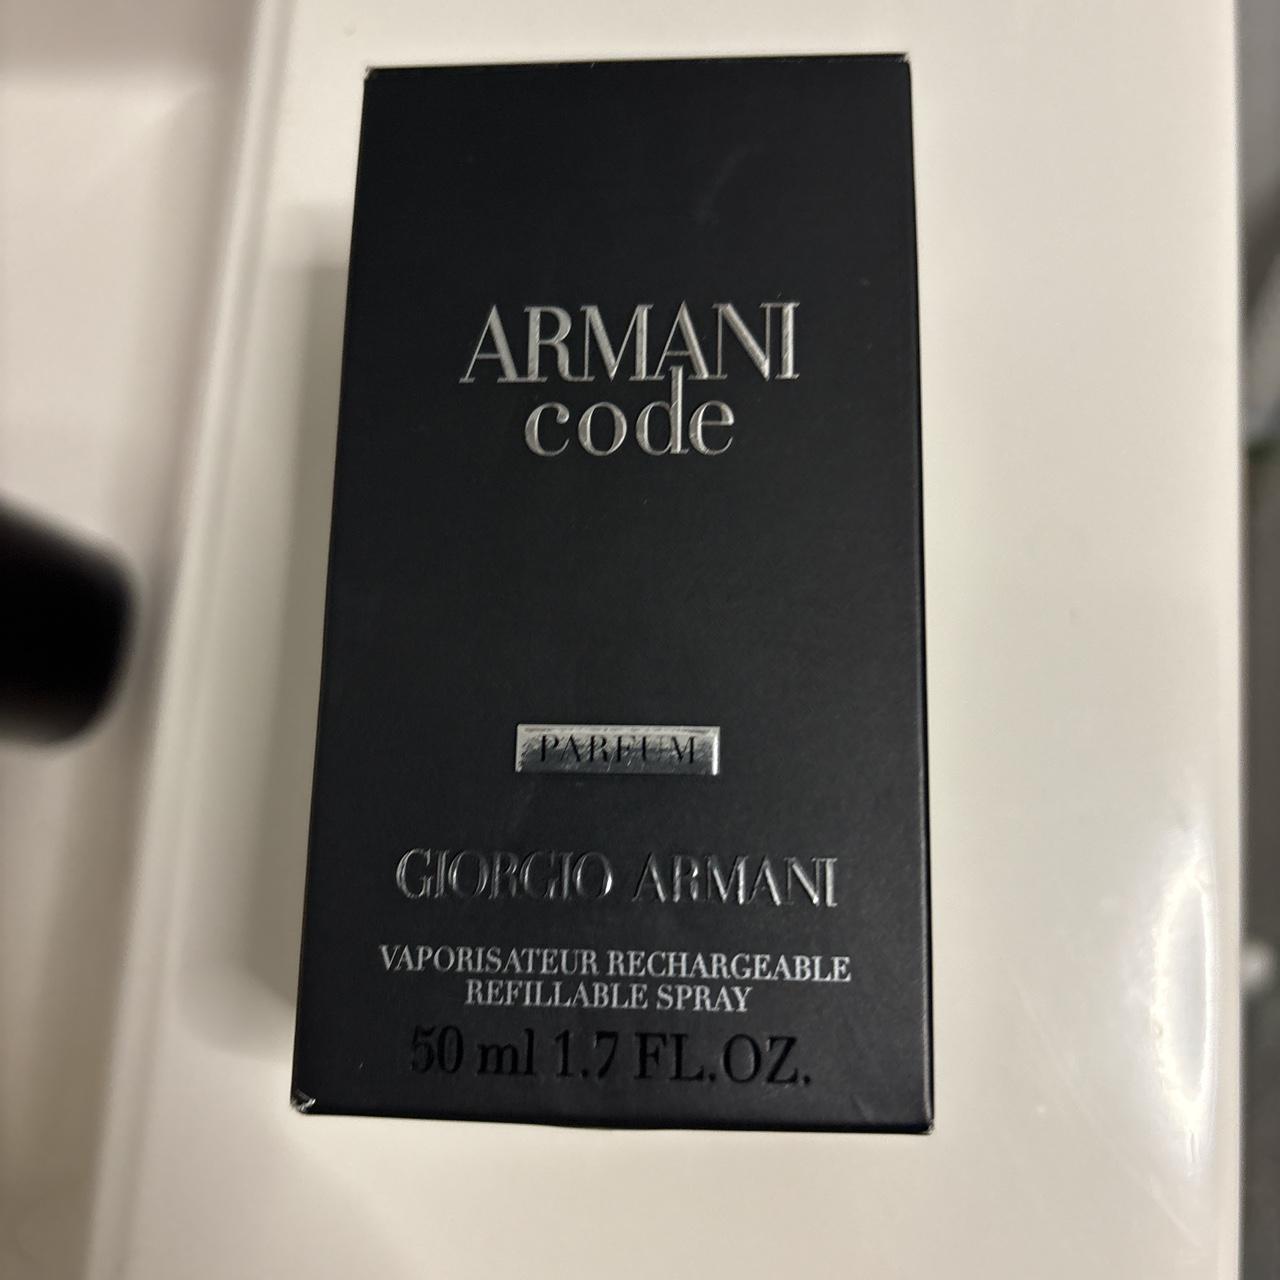 ARMANI
code
PARFUM
GIORGIO ARMANI
VAPORISATEUR RECHARGEABLE
REFILLABLE SPRAY
50 ml 1.7 FL.OZ.